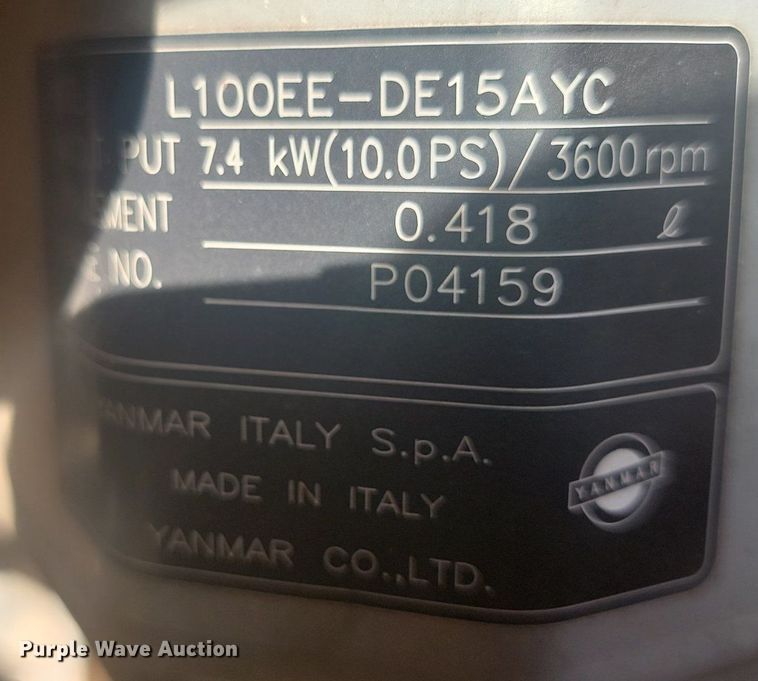 L100EE-DE15AYC
PUT 7.4 kW(10.0PS)/3600rpm
MENT 0.418 ℓ
NO. P04159
YANMAR ITALY S.p.A.
MADE IN ITALY
YANMAR CO.,LTD.
YANMAR
Purple Wave Auction